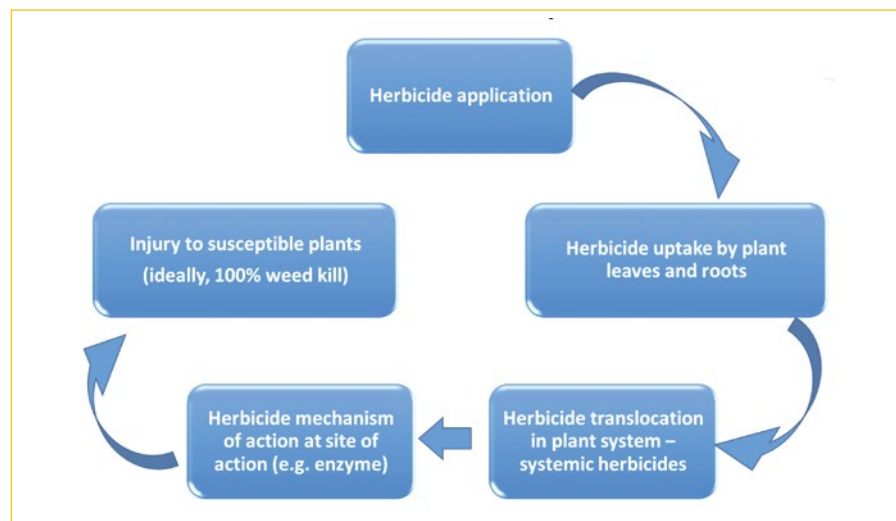 Herbicide application
Herbicide uptake by plant
leaves and roots
Herbicide translocation
in plant system –
systemic herbicides
Herbicide mechanism
of action at site of
action (e.g. enzyme)
Injury to susceptible plants
(ideally, 100% weed kill)